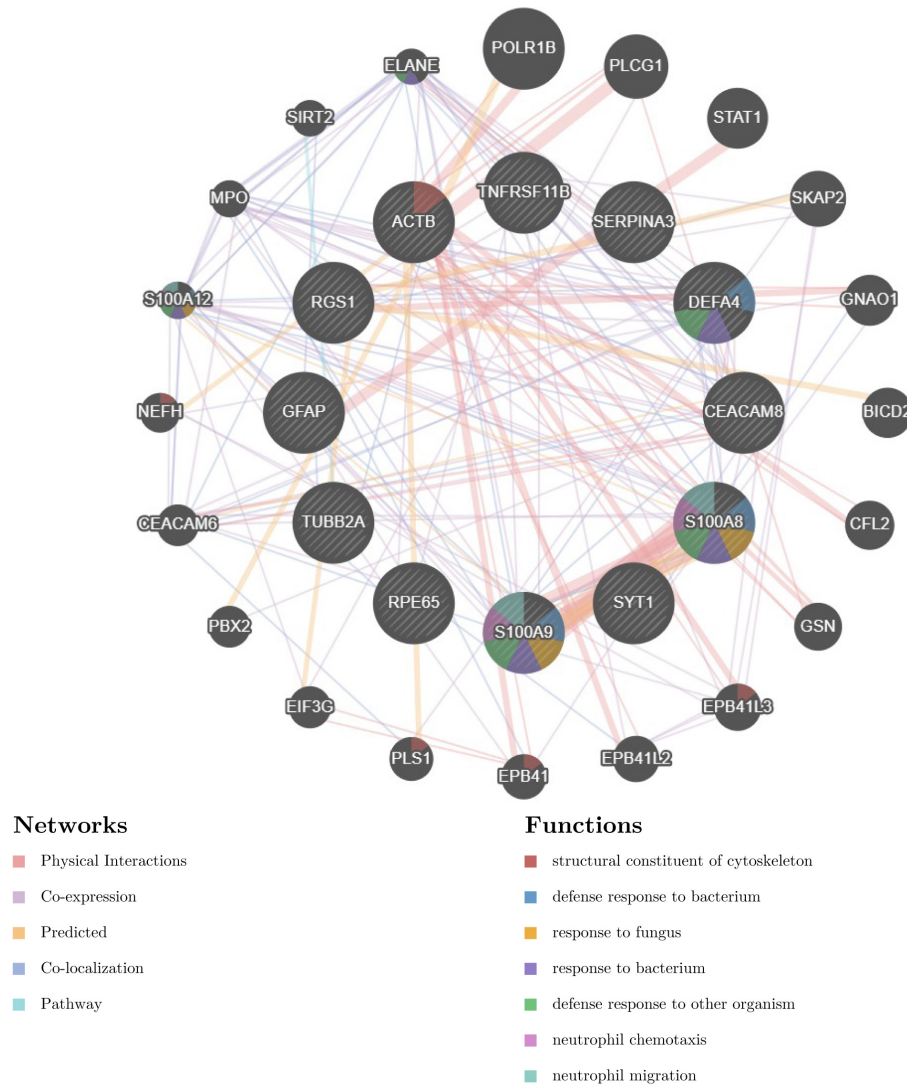 POLR1B
ELANE
PLCG1
SIRT2
STAT1
MPO
TNFRSF11B
SKAP2
ACTB
SERPINA3
S100A12
RGS1
DEFA4
GNAO1
NEFH
GFAP
CEACAM8
BICD2
CEACAM6
TUBB2A
S100A8
CFL2
PBX2
RPE65
S100A9
SYT1
GSN
EIF3G
EPB41L3
PLS1
EPB41
EPB41L2
Networks
Physical Interactions
Co-expression
Predicted
Co-localization
Pathway
Functions
structural constituent of cytoskeleton
defense response to bacterium
response to fungus
response to bacterium
defense response to other organism
neutrophil chemotaxis
neutrophil migration